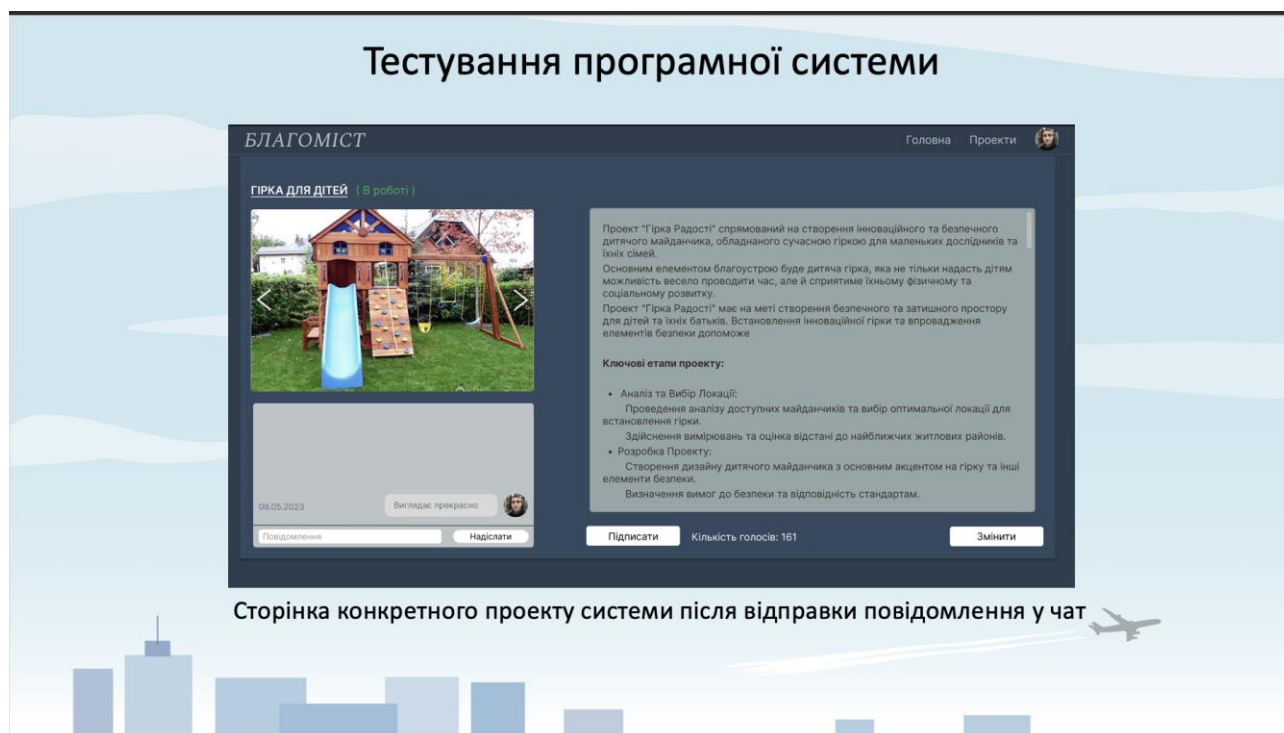 Тестування програмної системи
БЛАГОМІСТ
Головна Проекти
ГІРКА ДЛЯ ДІТЕЙ ( В роботі )
Проект "Гірка Радості" спрямований на створення інноваційного та безпечного
дитячого майданчика, обладнаного сучасною гіркою для маленьких дослідників та
їхніх сімей.
Основним елементом благоустрою буде дитяча гірка, яка не тільки надасть дітям
можливість весело проводити час, але й сприятиме їхньому фізичному та
соціальному розвитку.
Проект "Гірка Радості" має на меті створення безпечного та затишного простору
для дітей та їхніх батьків. Встановлення інноваційної гірки та впровадження
елементів безпеки допоможе
Ключові етапи проекту:
• Аналіз та Вибір Локації:
Проведення аналізу доступних майданчиків та вибір оптимальної локації для
встановлення гірки.
Здійснення вимірювань та оцінка відстані до найближчих житлових районів.
• Розробка Проекту:
Створення дизайну дитячого майданчика з основним акцентом на гірку та інші
елементи безпеки.
Визначення вимог до безпеки та відповідність стандартам.
08.05.2023 Виглядає прекрасно
Повідомлення Надіслати
Підписати Кількість голосів: 161 Змінити
Сторінка конкретного проекту системи після відправки повідомлення у чат